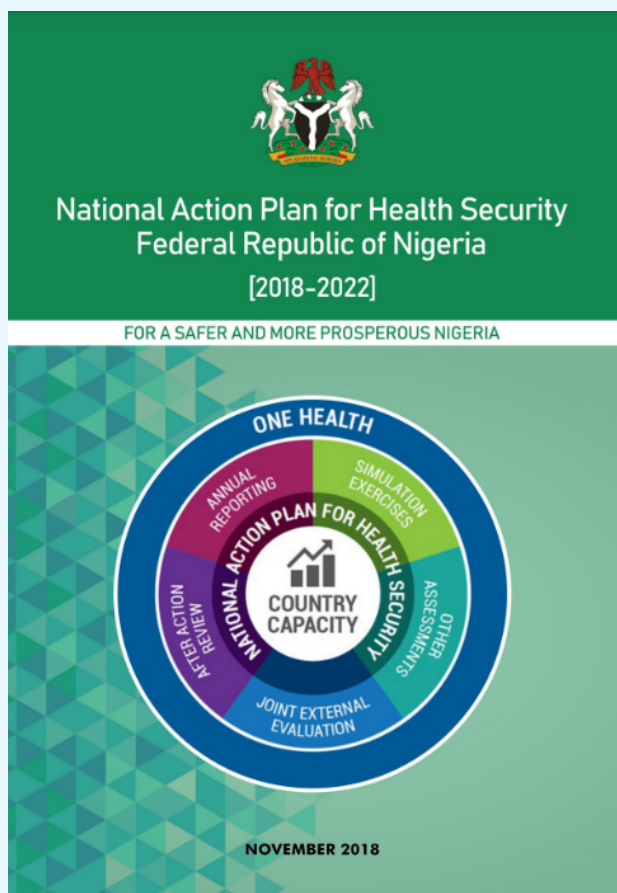 National Action Plan for Health Security
Federal Republic of Nigeria
[2018-2022]
FOR A SAFER AND MORE PROSPEROUS NIGERIA
ONE HEALTH
ANNUAL
REPORTING
SIMULATION
EXERCISES
NATIONAL ACTION PLAN FOR HEALTH SECURITY
COUNTRY
CAPACITY
AFTER ACTION
REVIEW
OTHER
ASSESSMENTS
JOINT EXTERNAL
EVALUATION
NOVEMBER 2018